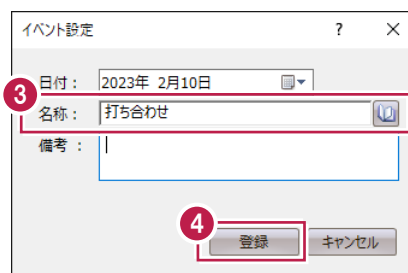 イベント設定 ? ×
日付： 2023年 2月10日
3
名称： 打ち合わせ
備考 ：
4
登録 キャンセル